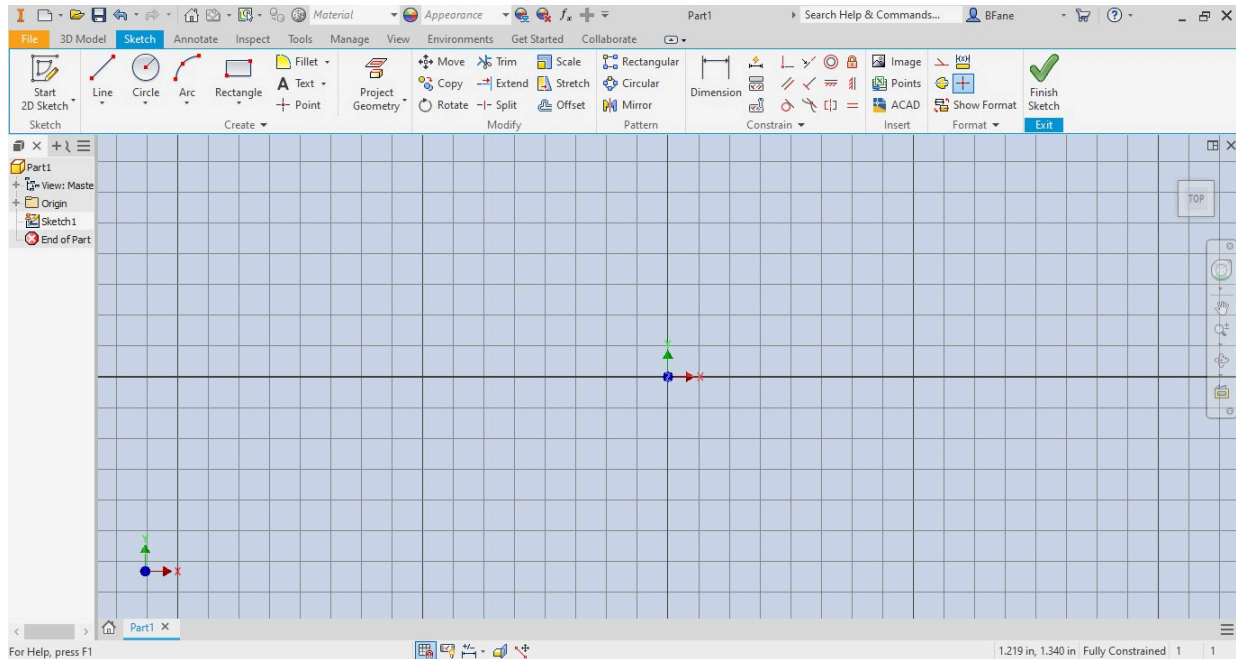 Material Appearance Part1 Search Help & Commands... BFane
File 3D Model Sketch Annotate Inspect Tools Manage View Environments Get Started Collaborate
Start 2D Sketch
Line
Circle
Arc
Rectangle
Fillet
A Text
Point
Project Geometry
Move Trim Scale
Copy Extend Stretch
Rotate Split Offset
Rectangular
Circular
Mirror
Dimension
Image
Points
ACAD
Show Format
Finish Sketch
Sketch Create Modify Pattern Constrain Insert Format Exit
Part1
View: Maste
Origin
Sketch1
End of Part
TOP
Y
Z X
Y
X
Part1
For Help, press F1 1.219 in, 1.340 in Fully Constrained 1 1